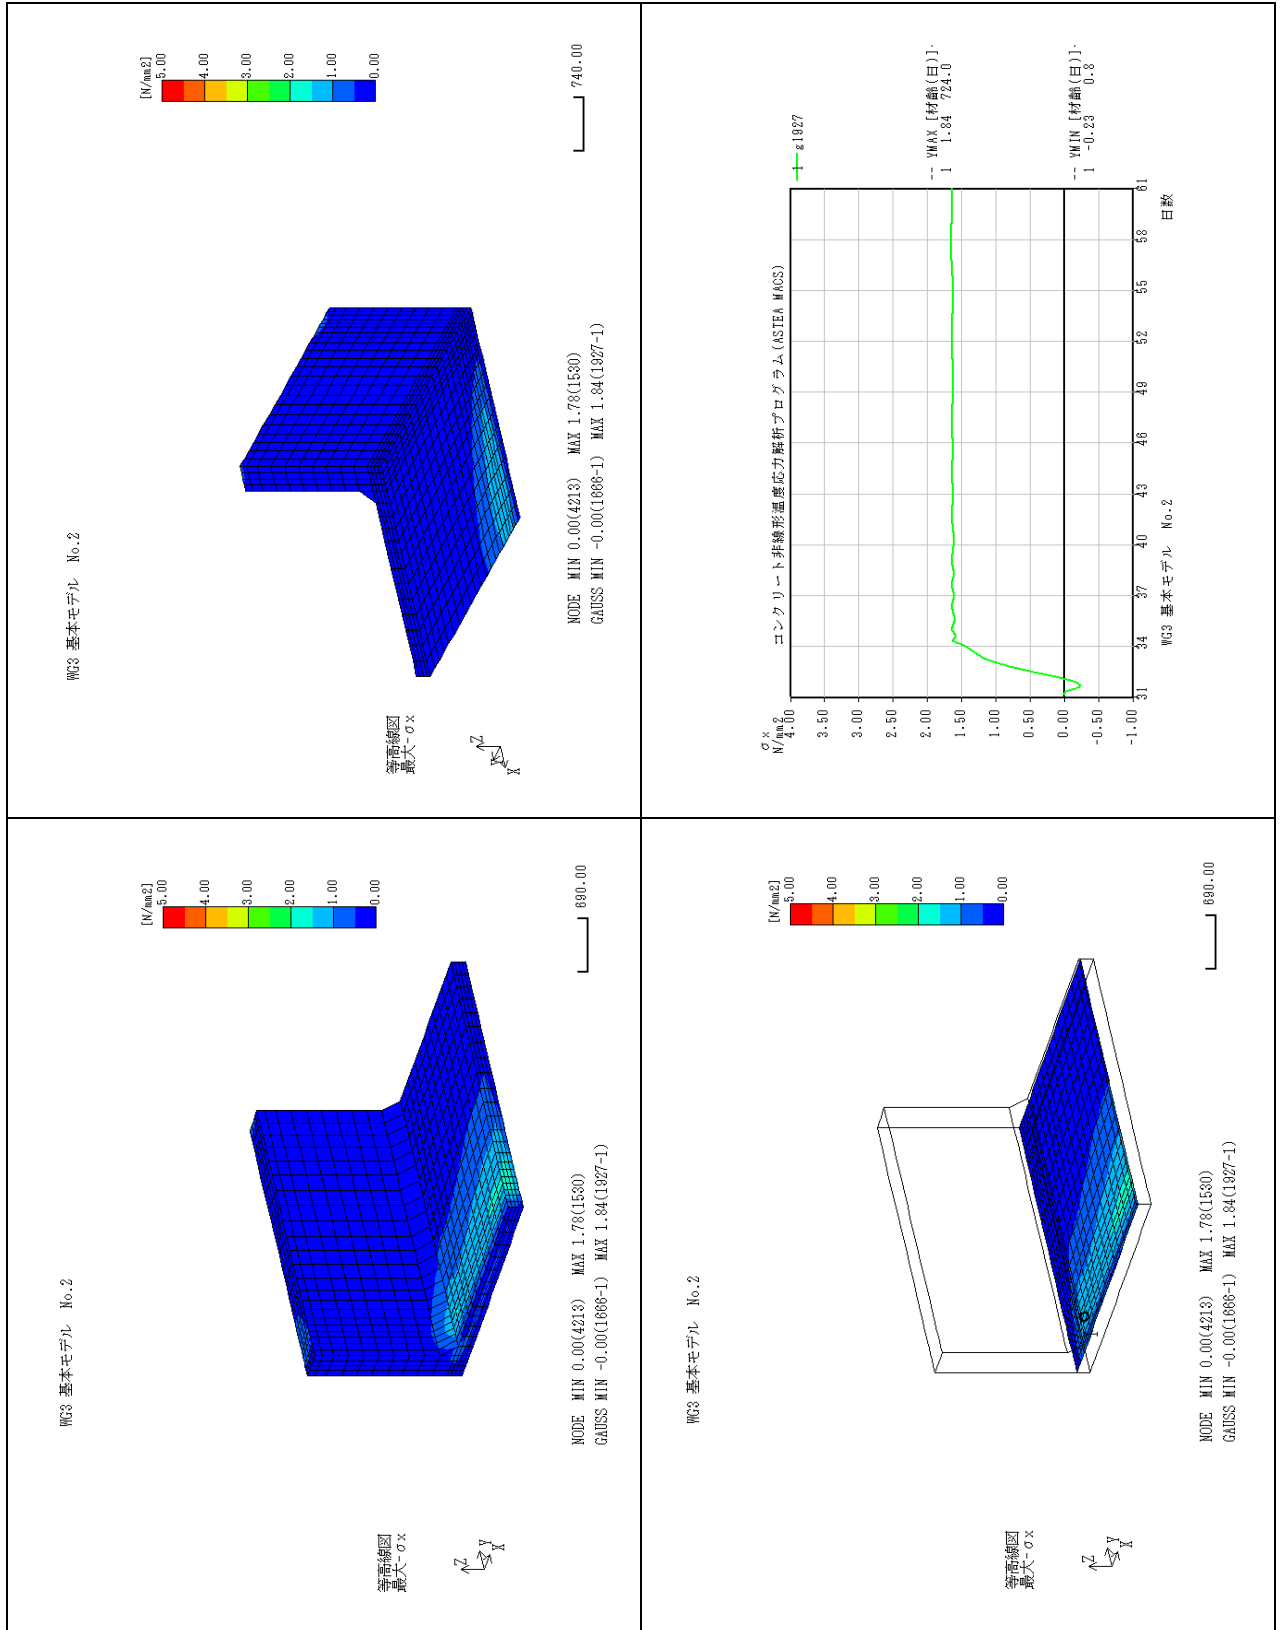 WG3 基本モデル No.2
[N/mm2]
5.00
4.00
3.00
2.00
1.00
0.00
等高線図
最大-σx
Z
Y
X
740.00
NODE MIN 0.00(4213) MAX 1.78(1530)
GAUSS MIN -0.00(1666-1) MAX 1.84(1927-1)
コンクリート非線形温度応力解析プログラム(ASTEA MACS)
σx
N/mm2
4.00
3.50
3.00
2.50
2.00
1.50
1.00
0.50
0.00
-0.50
-1.00
31
34
37
40
43
46
49
52
55
58
61
日数
1 g1927
-- YMAX [材齢(日)]-
1 1.84 724.0
-- YMIN [材齢(日)]-
1 -0.23 0.8
WG3 基本モデル No.2
WG3 基本モデル No.2
[N/mm2]
5.00
4.00
3.00
2.00
1.00
0.00
等高線図
最大-σx
Z
Y
X
690.00
NODE MIN 0.00(4213) MAX 1.78(1530)
GAUSS MIN -0.00(1666-1) MAX 1.84(1927-1)
WG3 基本モデル No.2
[N/mm2]
5.00
4.00
3.00
2.00
1.00
0.00
1
等高線図
最大-σx
Z
Y
X
690.00
NODE MIN 0.00(4213) MAX 1.78(1530)
GAUSS MIN -0.00(1666-1) MAX 1.84(1927-1)